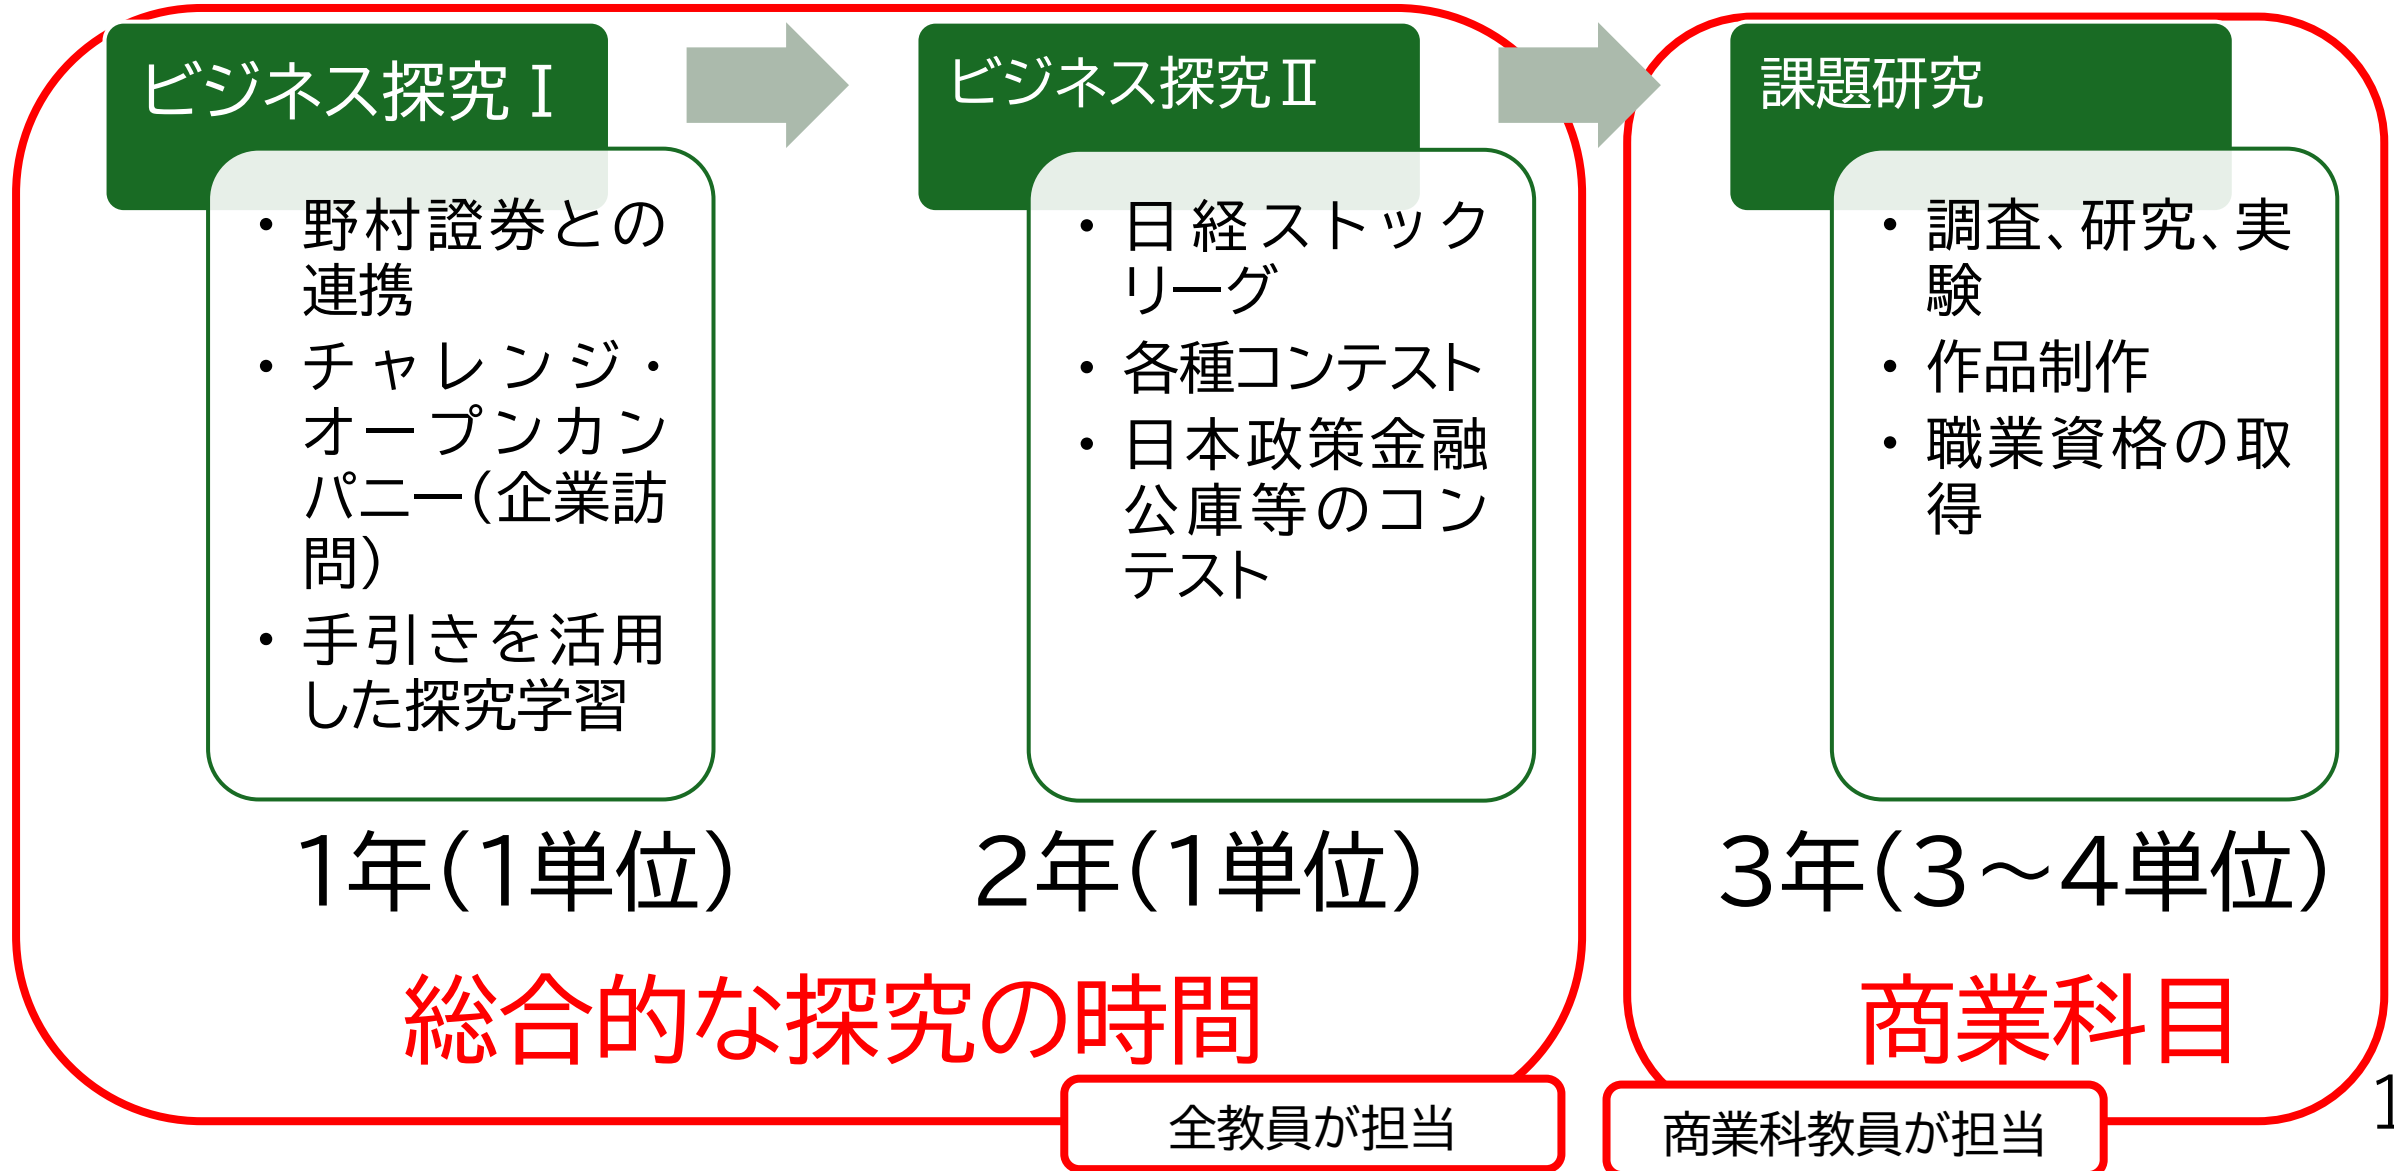 ビジネス探究Ⅰ
・野村證券との
連携
・チャレンジ・
オープンカン
パニー(企業訪
問)
・手引きを活用
した探究学習
1年(1単位)
ビジネス探究Ⅱ
・日経ストック
リーグ
・各種コンテスト
・日本政策金融
公庫等のコン
テスト
2年(1単位)
総合的な探究の時間
全教員が担当
課題研究
・調査、研究、実
験
・作品制作
・職業資格の取
得
3年(3~4単位)
商業科目
商業科教員が担当
1